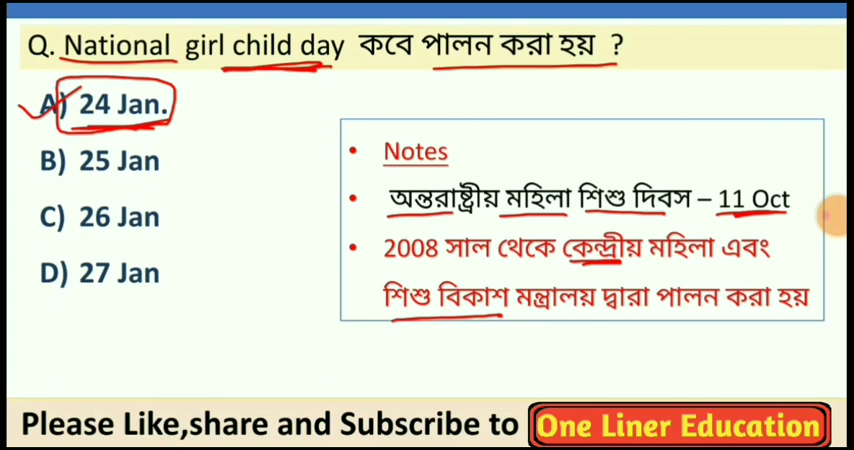 Q. National girl child day কবে পালন করা হয় ?
A) 24 Jan.
B) 25 Jan
C) 26 Jan
D) 27 Jan
• Notes
• অন্তরাষ্ট্রীয় মহিলা শিশু দিবস – 11 Oct
• 2008 সাল থেকে কেন্দ্রীয় মহিলা এবং
শিশু বিকাশ মন্ত্রালয় দ্বারা পালন করা হয়
Please Like,share and Subscribe to One Liner Education